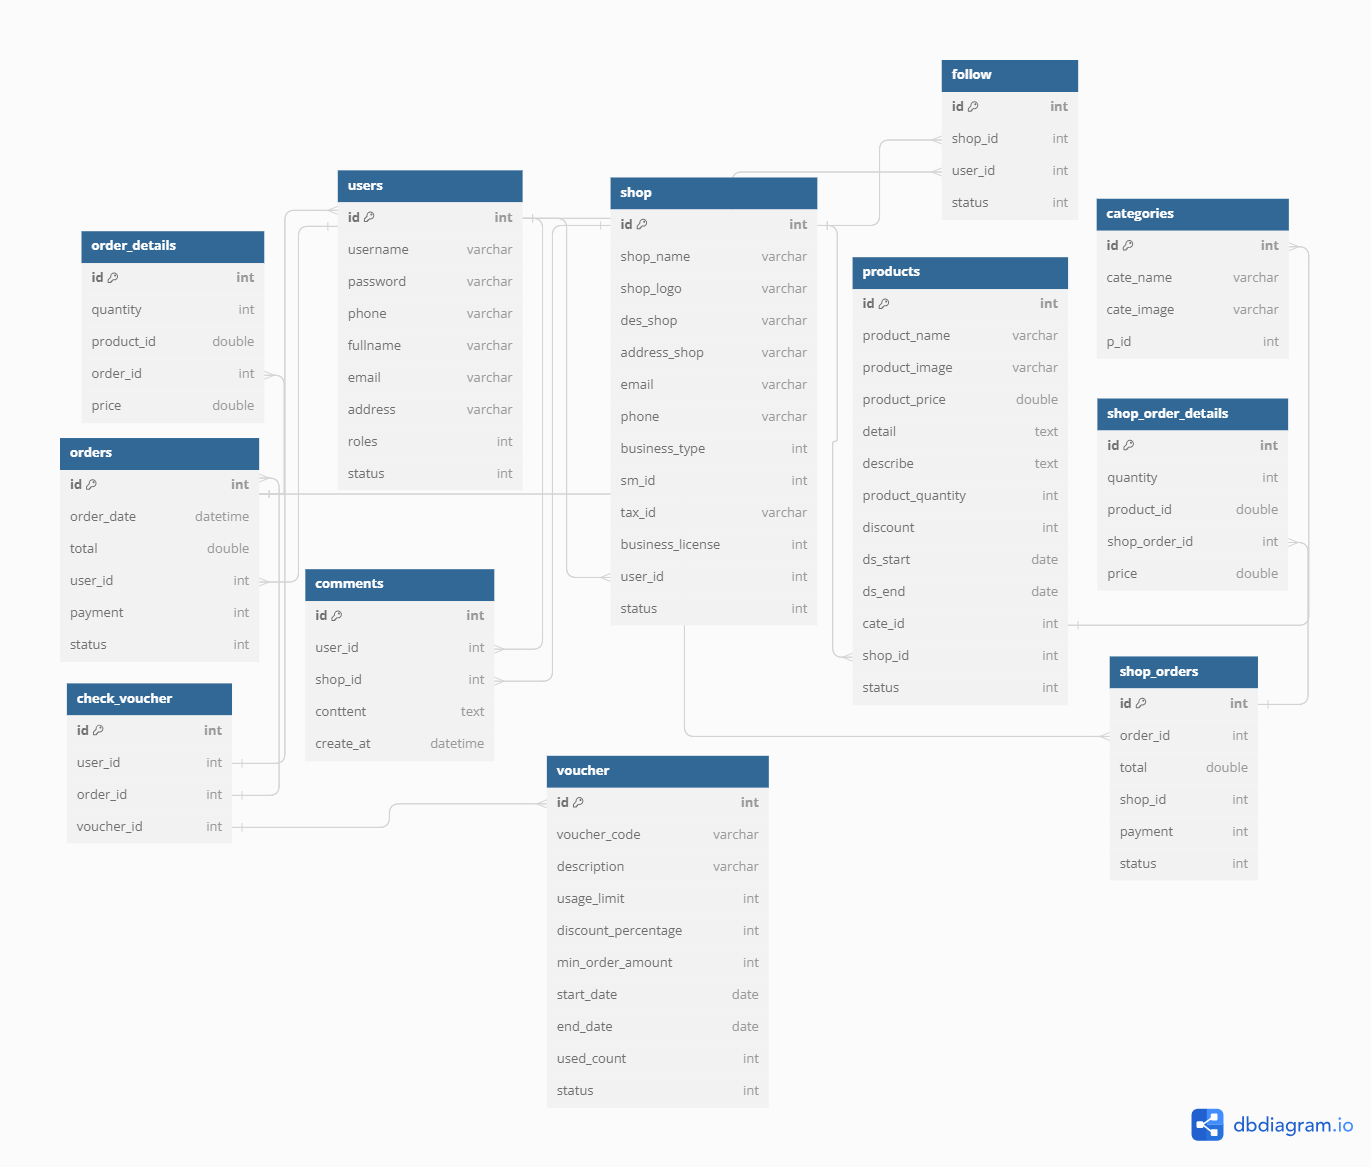 follow
id int
shop_id int
user_id int
status int
users
id int
username varchar
password varchar
phone varchar
fullname varchar
email varchar
address varchar
roles int
status int
shop
id int
shop_name varchar
shop_logo varchar
des_shop varchar
address_shop varchar
email varchar
phone varchar
business_type int
sm_id int
tax_id varchar
business_license int
user_id int
status int
categories
id int
cate_name varchar
cate_image varchar
p_id int
order_details
id int
quantity int
product_id double
order_id int
price double
products
id int
product_name varchar
product_image varchar
product_price double
detail text
describe text
product_quantity int
discount int
ds_start date
ds_end date
cate_id int
shop_id int
status int
shop_order_details
id int
quantity int
product_id double
shop_order_id int
price double
orders
id int
order_date datetime
total double
user_id int
payment int
status int
comments
id int
user_id int
shop_id int
conttent text
create_at datetime
shop_orders
id int
order_id int
total double
shop_id int
payment int
status int
check_voucher
id int
user_id int
order_id int
voucher_id int
voucher
id int
voucher_code varchar
description varchar
usage_limit int
discount_percentage int
min_order_amount int
start_date date
end_date date
used_count int
status int
dbdiagram.io